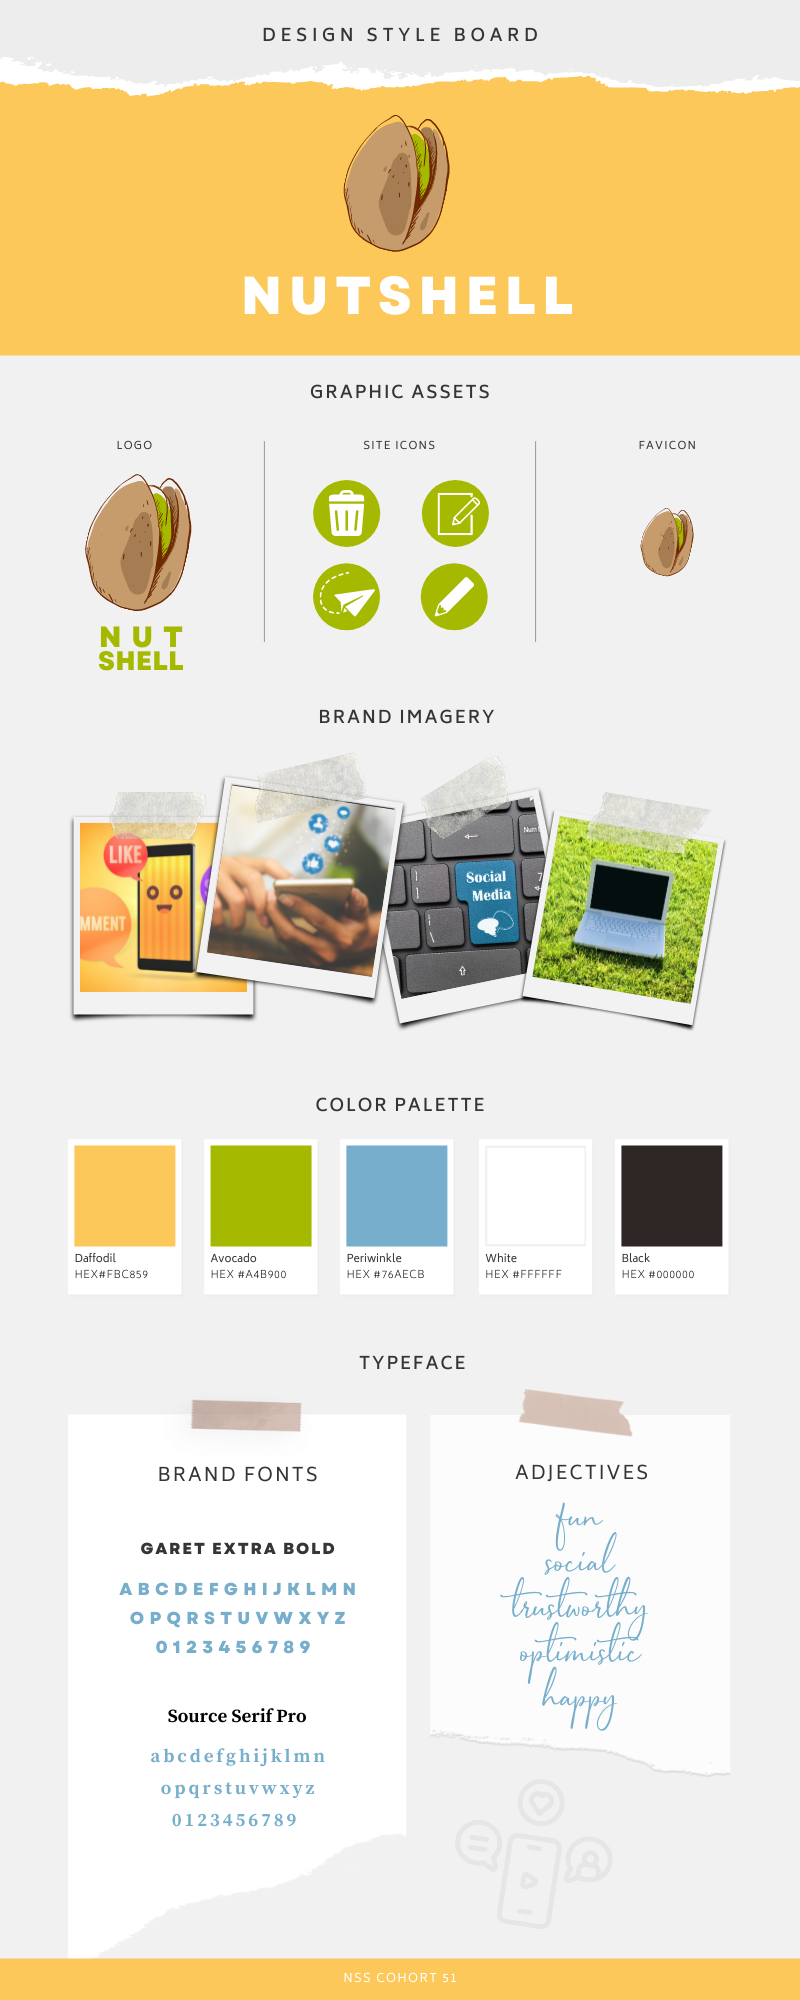 DESIGN STYLE BOARD
NUTSHELL
GRAPHIC ASSETS
LOGO
SITE ICONS
FAVICON
NUT
SHELL
BRAND IMAGERY
LIKE
MMENT
Social
Media
Num
7
COLOR PALETTE
Daffodil
HEX#FBC859
Avocado
HEX #A4B900
Periwinkle
HEX #76AECB
White
HEX #FFFFFF
Black
HEX #000000
TYPEFACE
BRAND FONTS
GARET EXTRA BOLD
ABCDEFGHIJKLMN
OPQRSTUVWXYZ
0123456789
Source Serif Pro
abcdefghijklmn
opqrstuvwxyz
0123456789
ADJECTIVES
fun
social
trustworthy
optimistic
happy
NSS COHORT 51